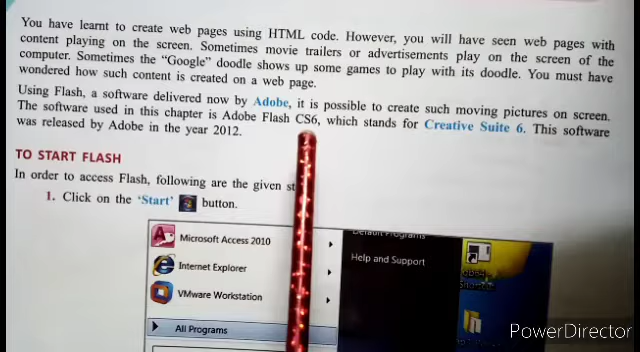 You have learnt to create web pages using HTML code. However, you will have seen web pages with
content playing on the screen. Sometimes movie trailers or advertisements play on the screen of the
computer. Sometimes the "Google" doodle shows up some games to play with its doodle. You must have
wondered how such content is created on a web page.
Using Flash, a software delivered now by Adobe, it is possible to create such moving pictures on screen.
The software used in this chapter is Adobe Flash CS6, which stands for Creative Suite 6. This software
was released by Adobe in the year 2012.
TO START FLASH
In order to access Flash, following are the given st
1. Click on the 'Start' button.
Microsoft Access 2010
Internet Explorer
VMware Workstation
All Programs
Default Programs
Help and Support
PowerDirector